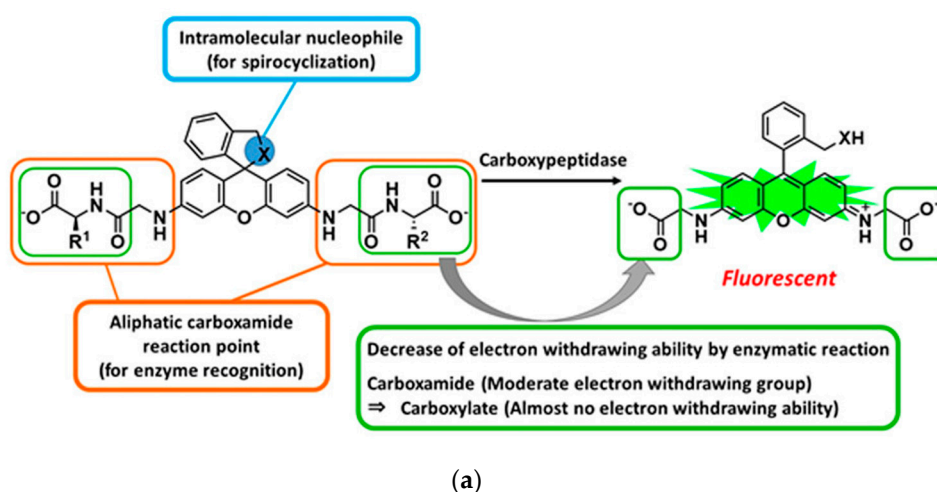 Intramolecular nucleophile
(for spirocyclization)
X
O
-O
H
N
R¹
O
N
H
O
N
H
O
H
N
R²
O
O-
Carboxypeptidase
XH
-O
O
N
H
O
N+
H
O-
O
Fluorescent
Aliphatic carboxamide
reaction point
(for enzyme recognition)
Decrease of electron withdrawing ability by enzymatic reaction
Carboxamide (Moderate electron withdrawing group)
⇒ Carboxylate (Almost no electron withdrawing ability)
(a)